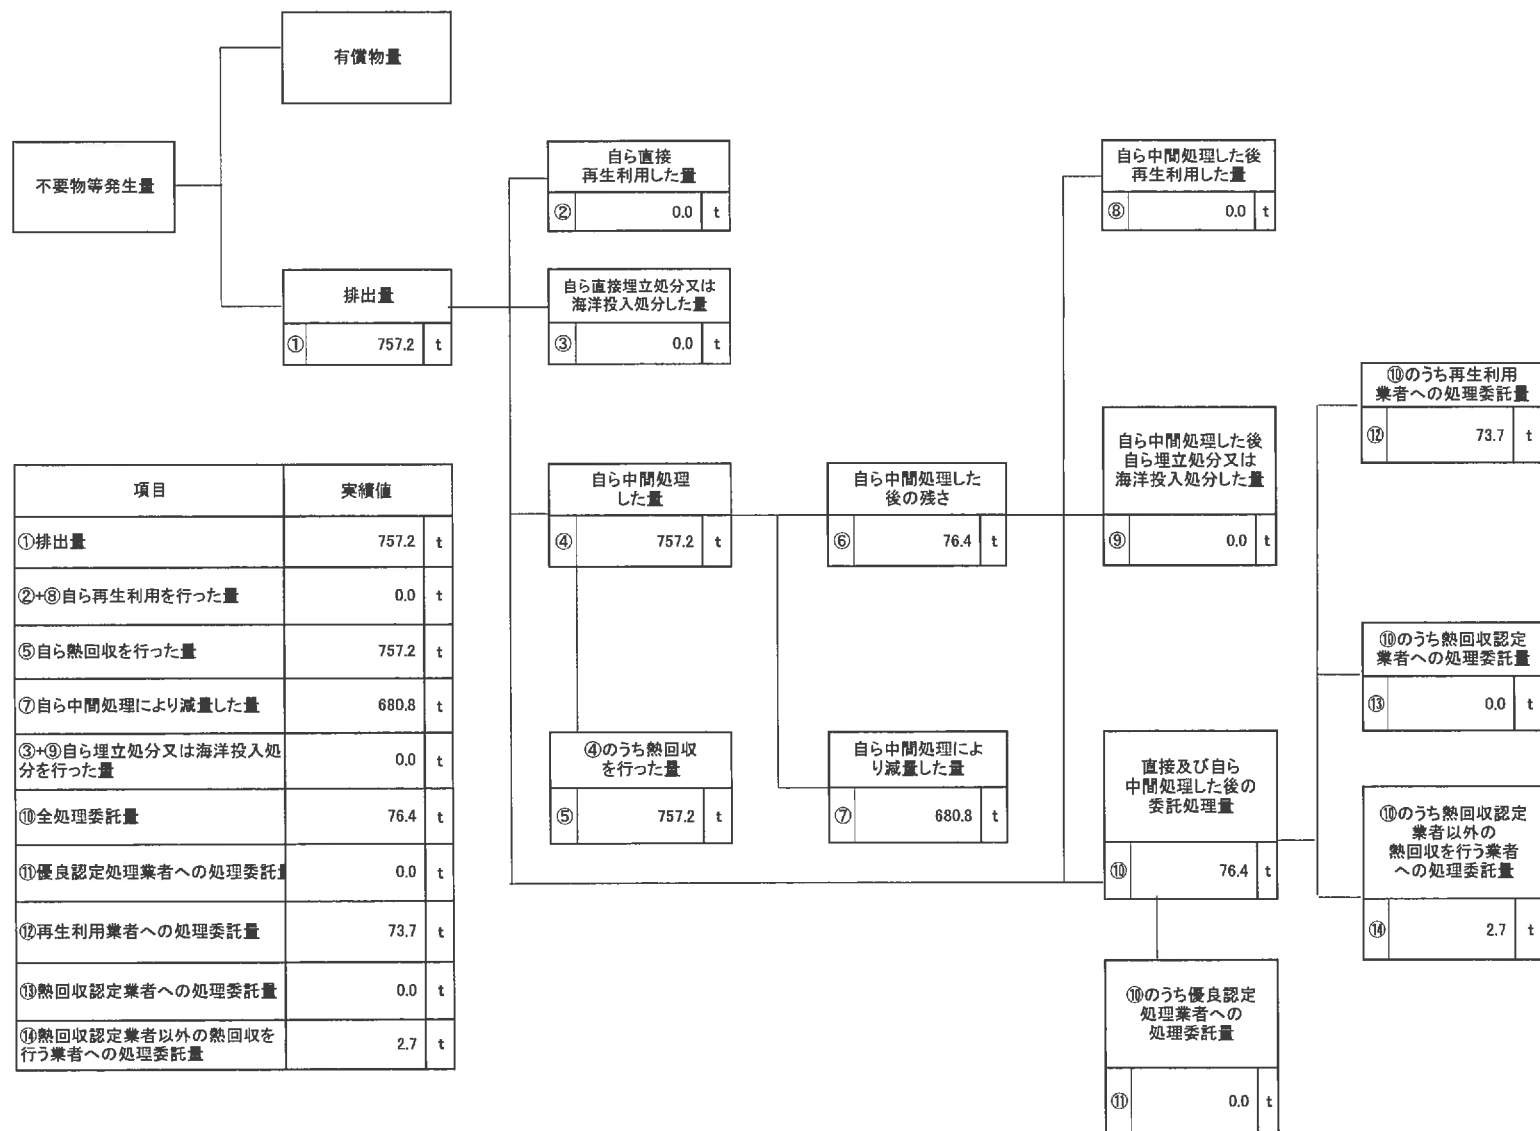 有償物量
不要物等発生量
排出量
① 757.2 t
自ら直接
再生利用した量
② 0.0 t
自ら直接埋立処分又は
海洋投入処分した量
③ 0.0 t
自ら中間処理
した量
④ 757.2 t
④のうち熱回収
を行った量
⑤ 757.2 t
自ら中間処理した
後の残さ
⑥ 76.4 t
自ら中間処理によ
り減量した量
⑦ 680.8 t
自ら中間処理した後
再生利用した量
⑧ 0.0 t
自ら中間処理した後
自ら埋立処分又は
海洋投入処分した量
⑨ 0.0 t
直接及び自ら
中間処理した後の
委託処理量
⑩ 76.4 t
⑩のうち優良認定
処理業者への
処理委託量
⑪ 0.0 t
⑩のうち再生利用
業者への処理委託量
⑫ 73.7 t
⑩のうち熱回収認定
業者への処理委託量
⑬ 0.0 t
⑩のうち熱回収認定
業者以外の
熱回収を行う業者
への処理委託量
⑭ 2.7 t
項目 実績値
①排出量 757.2 t
②+⑧自ら再生利用を行った量 0.0 t
⑤自ら熱回収を行った量 757.2 t
⑦自ら中間処理により減量した量 680.8 t
③+⑨自ら埋立処分又は海洋投入処
分を行った量 0.0 t
⑩全処理委託量 76.4 t
⑪優良認定処理業者への処理委託 0.0 t
⑫再生利用業者への処理委託量 73.7 t
⑬熱回収認定業者への処理委託量 0.0 t
⑭熱回収認定業者以外の熱回収を
行う業者への処理委託量 2.7 t